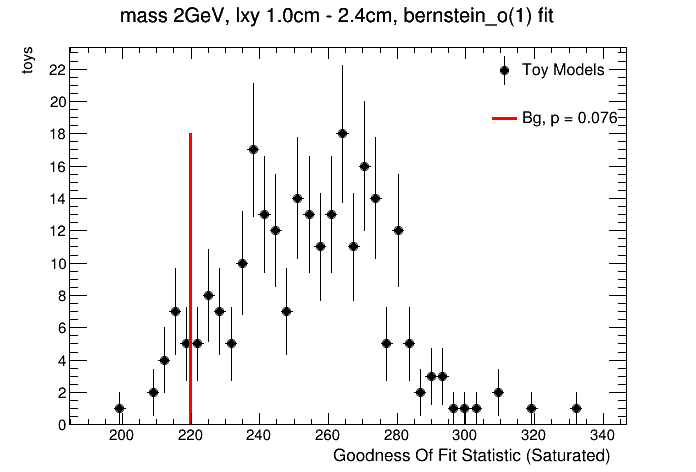 mass 2GeV, lxy 1.0cm - 2.4cm, bernstein_o(1) fit
toys
22
20
18
16
14
12
10
8
6
4
2
0
Toy Models
Bg, p = 0.076
200 220 240 260 280 300 320 340
Goodness Of Fit Statistic (Saturated)